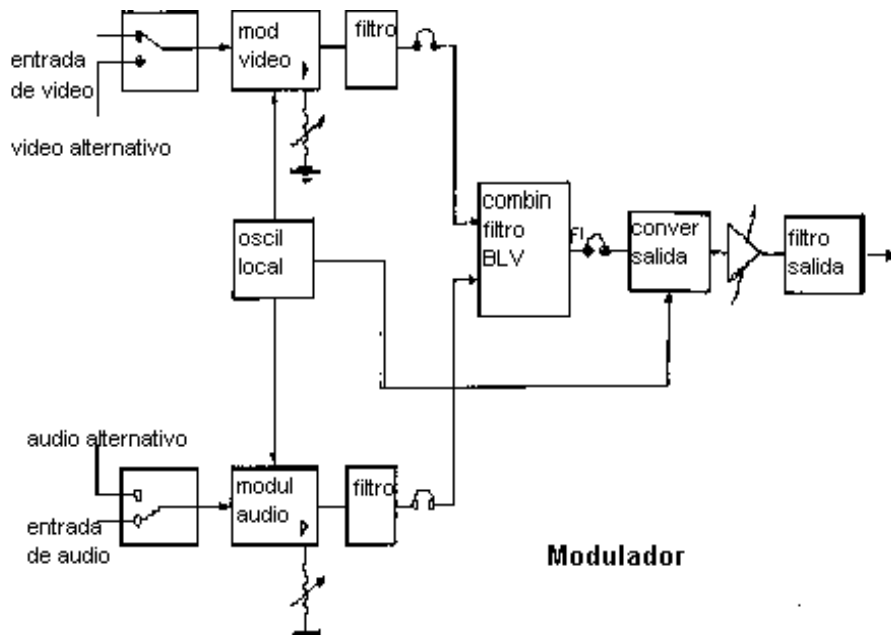 entrada
de video
video alternativo
mod
video
filtro
oscil
local
combin
filtro
BLV
FI
conver
salida
filtro
salida
audio alternativo
entrada
de audio
modul
audio
filtro
Modulador